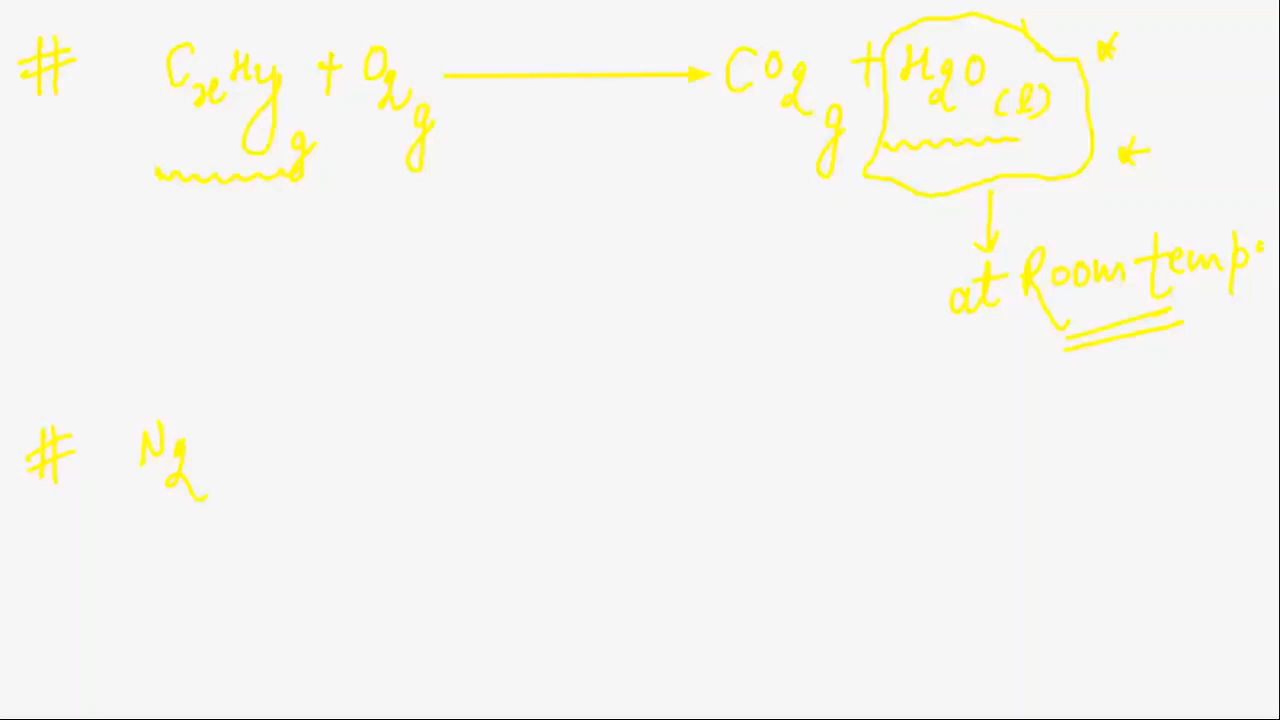 # CxHy g + O2 g ⟶ CO2 g + H2O (l)
at Room temp.
# N2